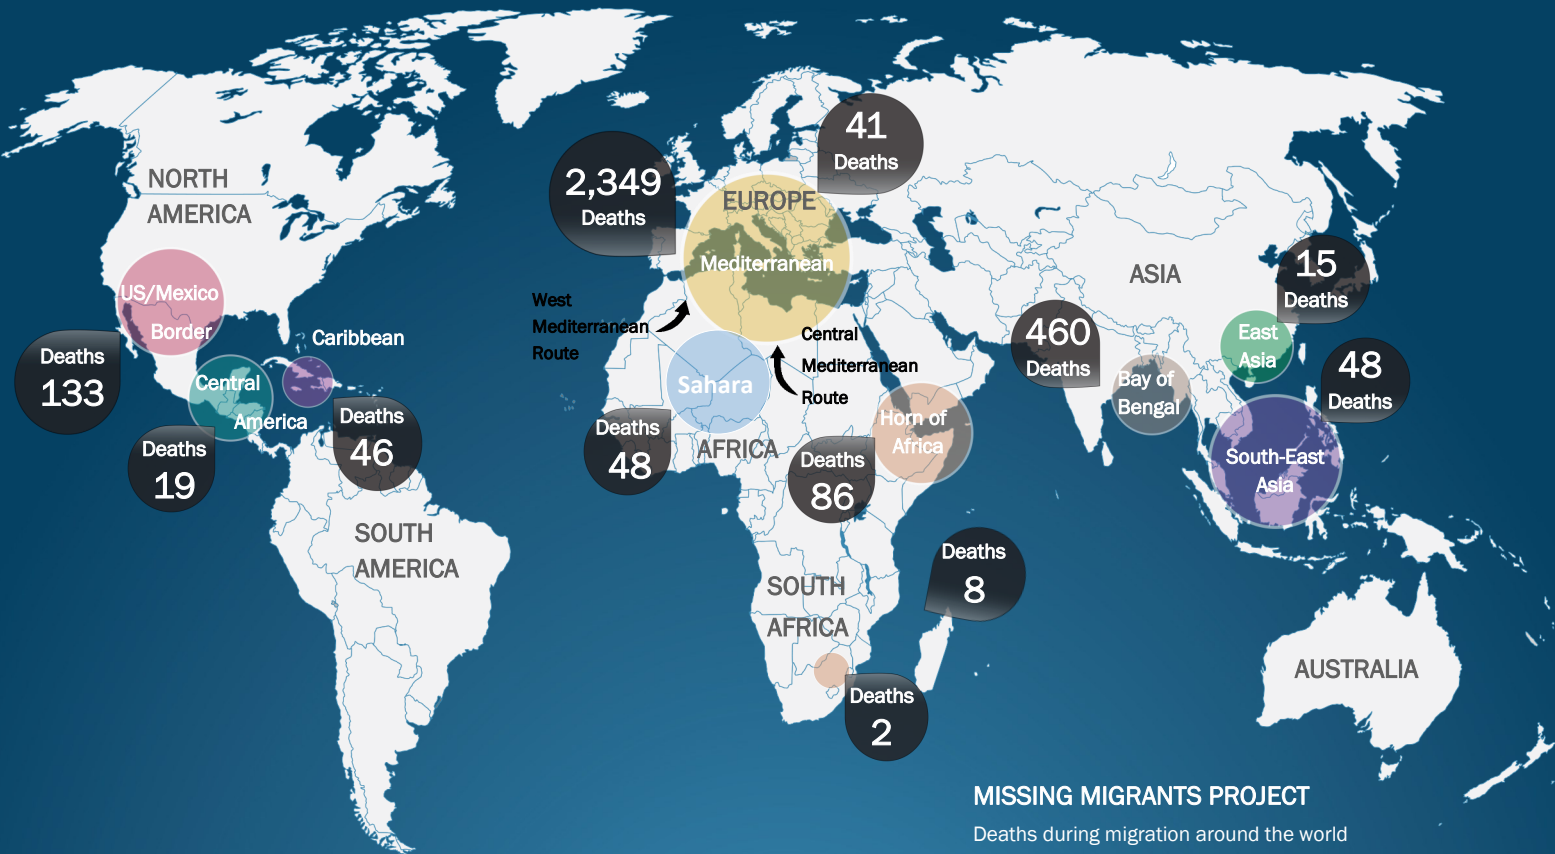 41
Deaths
2,349
Deaths
NORTH
AMERICA
EUROPE
Mediterranean
ASIA
15
Deaths
US/Mexico
Border
West
Mediterranean
Route
Central
Mediterranean
Route
460
Deaths
East
Asia
Caribbean
Deaths
133
48
Deaths
Central
America
Sahara
Bay of
Bengal
Horn of
Africa
Deaths
46
Deaths
48
AFRICA
Deaths
19
Deaths
86
South-East
Asia
SOUTH
AMERICA
Deaths
8
SOUTH
AFRICA
AUSTRALIA
Deaths
2
MISSING MIGRANTS PROJECT
Deaths during migration around the world